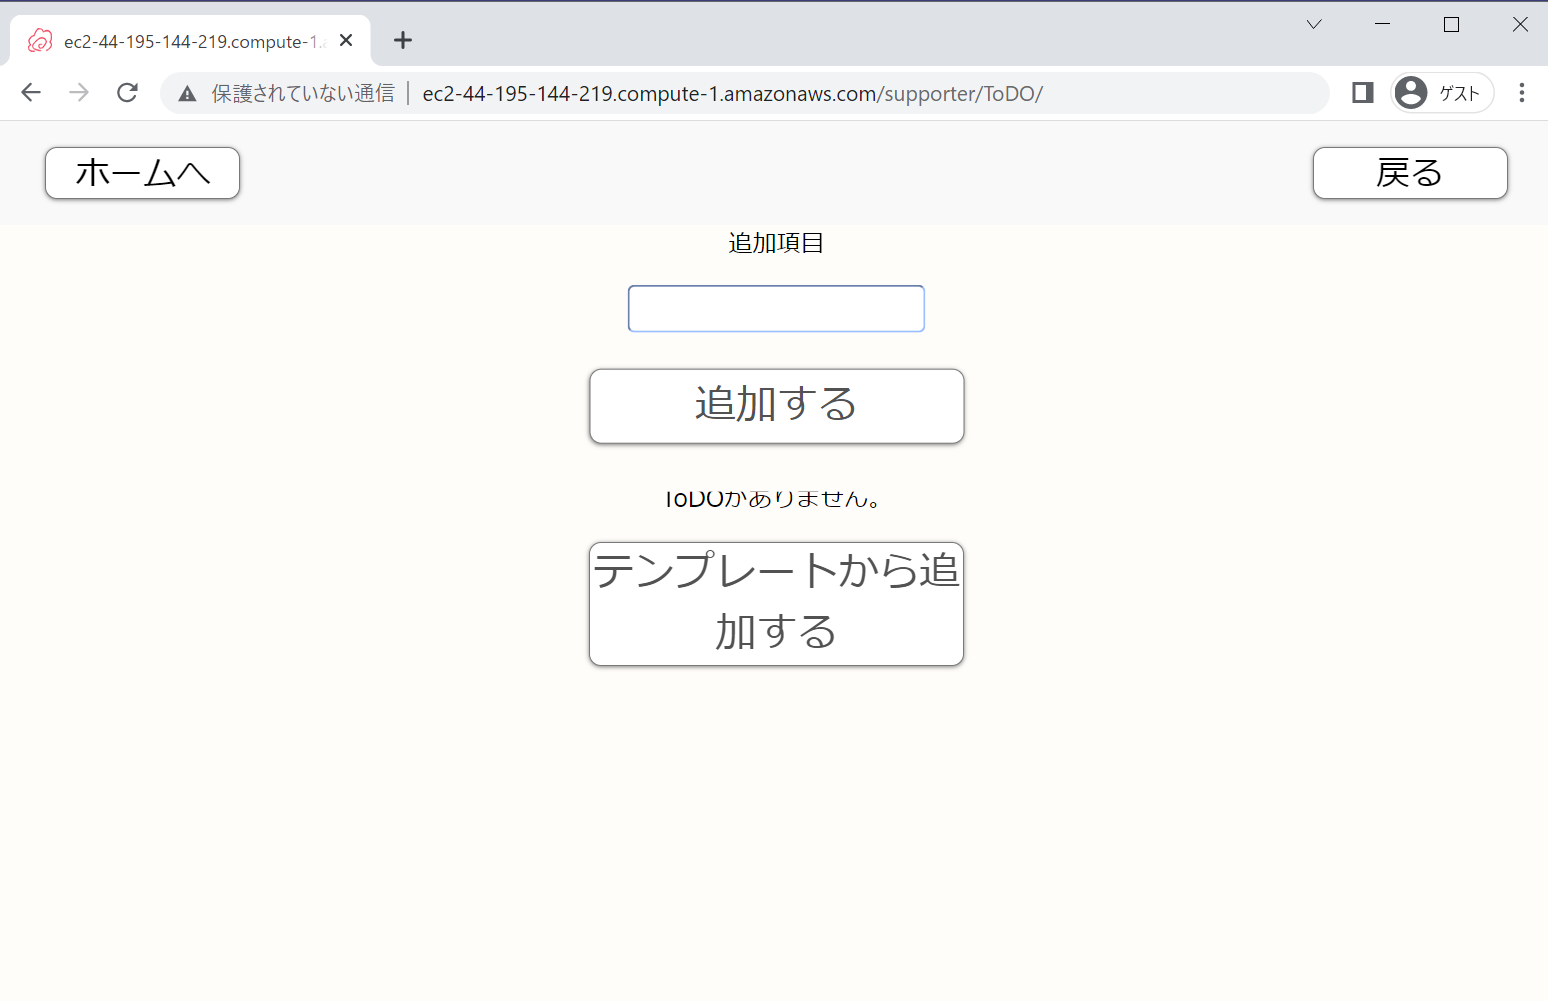 ec2-44-195-144-219.compute-1.a
保護されていない通信 | ec2-44-195-144-219.compute-1.amazonaws.com/supporter/ToDO/
ゲスト
ホームへ
戻る
追加項目
追加する
ToDOがありません。
テンプレートから追
加する